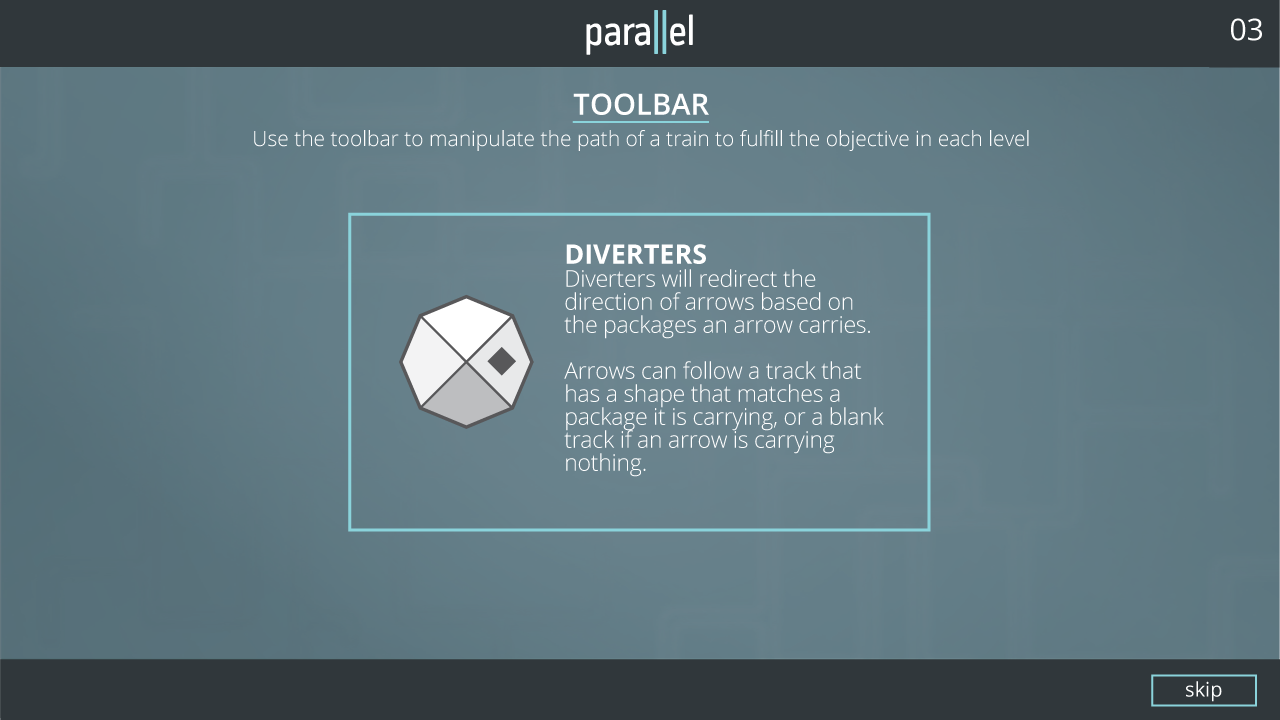 parallel
03
TOOLBAR
Use the toolbar to manipulate the path of a train to fulfill the objective in each level
DIVERTERS
Diverters will redirect the
direction of arrows based on
the packages an arrow carries.
Arrows can follow a track that
has a shape that matches a
package it is carrying, or a blank
track if an arrow is carrying
nothing.
skip